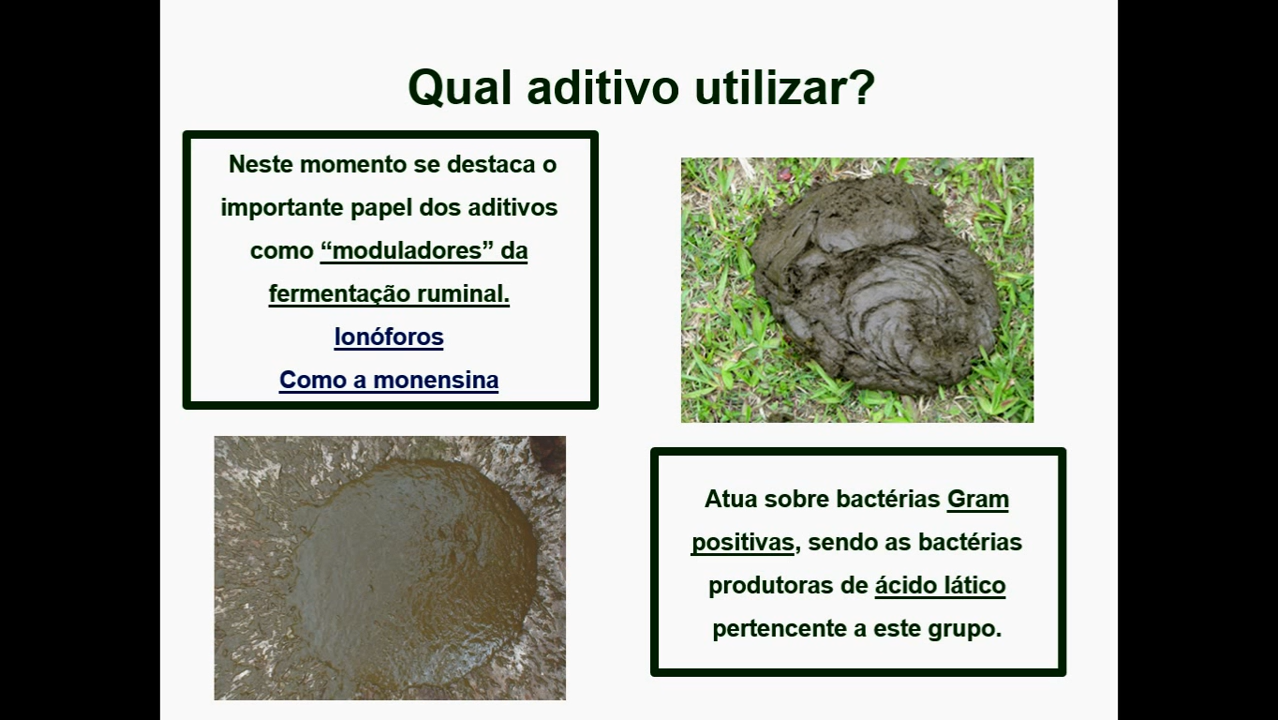 Qual aditivo utilizar?
Neste momento se destaca o
importante papel dos aditivos
como “moduladores” da
fermentação ruminal.
Ionóforos
Como a monensina
Atua sobre bactérias Gram
positivas, sendo as bactérias
produtoras de ácido lático
pertencente a este grupo.